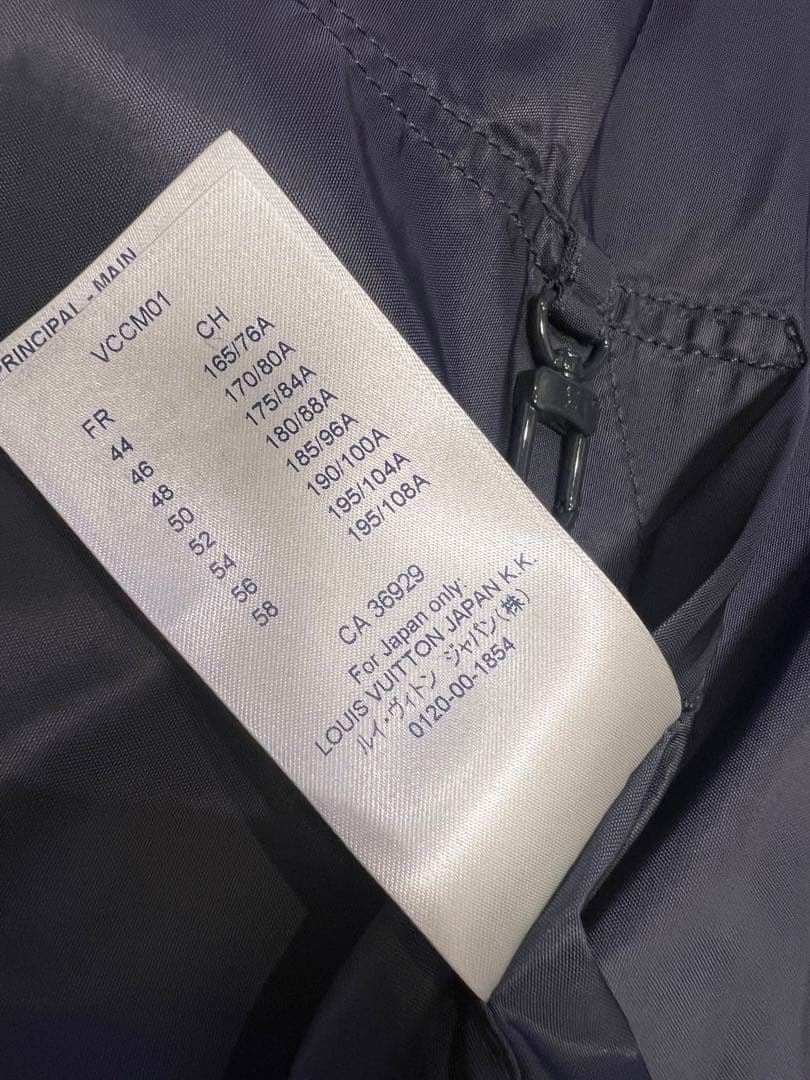 PRINCIPAL - MAIN
VCCM01
FR CH
44 165/76A
46 170/80A
48 175/84A
50 180/88A
52 185/96A
54 190/100A
56 195/104A
58 195/108A
CA 36929
For Japan only:
LOUIS VUITTON JAPAN K.K.
ルイ・ヴィトン ジャパン(株)
0120-00-1854